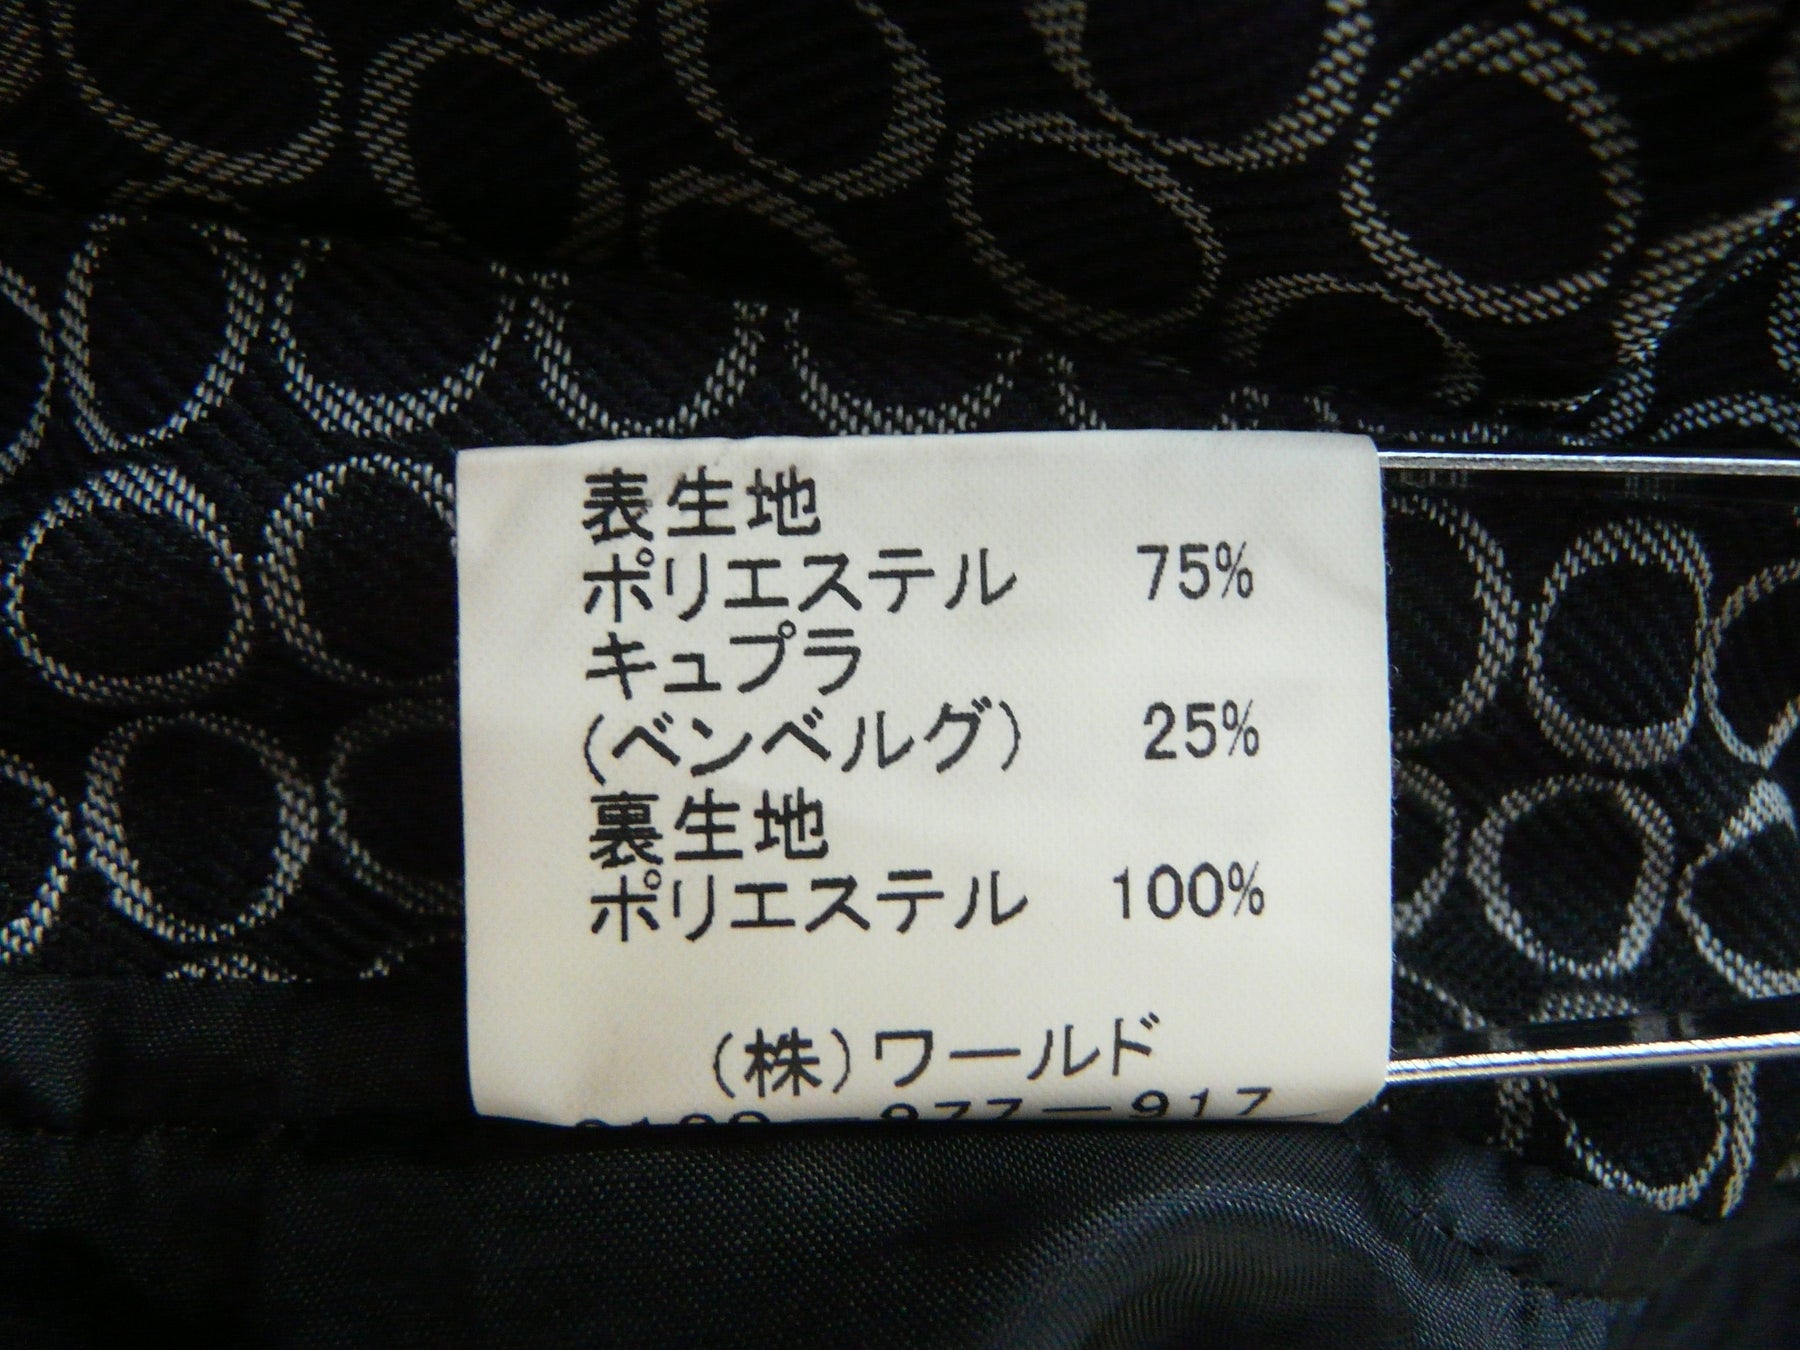 表生地
ポリエステル 75%
キュプラ
(ベンベルグ) 25%
裏生地
ポリエステル 100%
(株)ワールド